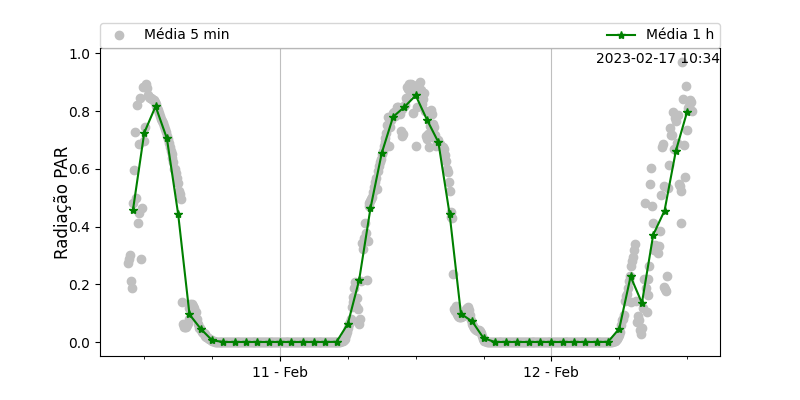 Média 5 min
Média 1 h
2023-02-17 10:34
Radiação PAR
1.0
0.8
0.6
0.4
0.2
0.0
11 - Feb
12 - Feb